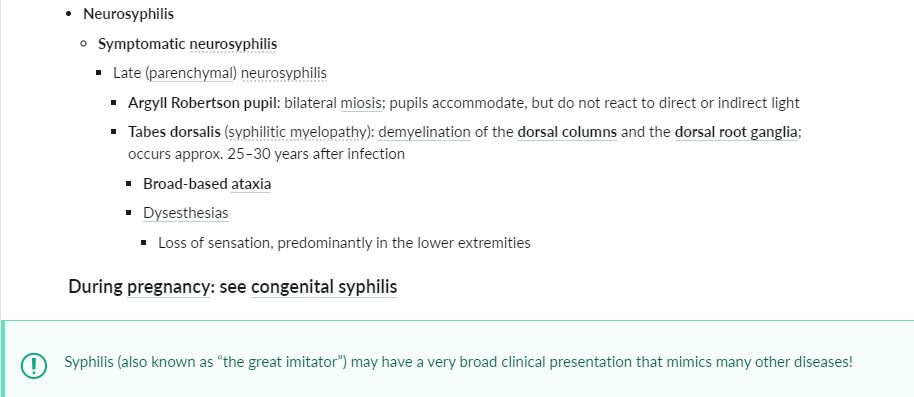 Neurosyphilis
Symptomatic neurosyphilis
Late (parenchymal) neurosyphilis
Argyll Robertson pupil: bilateral miosis; pupils accommodate, but do not react to direct or indirect light
Tabes dorsalis (syphilitic myelopathy): demyelination of the dorsal columns and the dorsal root ganglia;
occurs approx. 25–30 years after infection
Broad-based ataxia
Dysesthesias
Loss of sensation, predominantly in the lower extremities
During pregnancy: see congenital syphilis
Syphilis (also known as “the great imitator”) may have a very broad clinical presentation that mimics many other diseases!